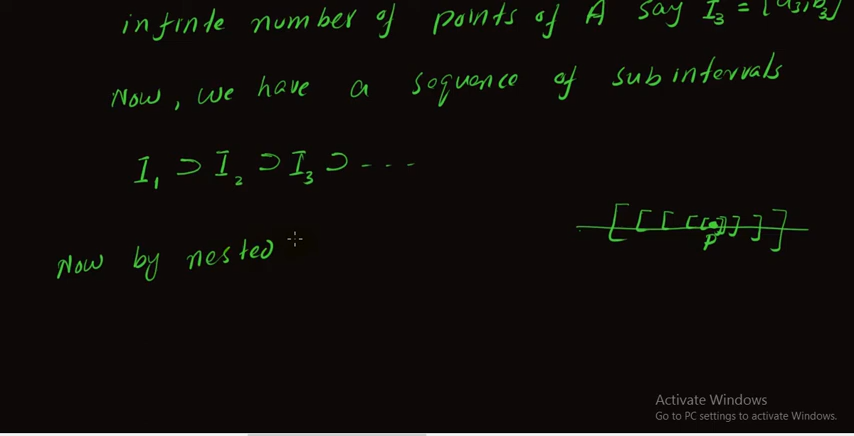 infinte number of points of A say I₃ = [a₃, b₃]
Now, we have a sequence of subintervals
I₁ ⊃ I₂ ⊃ I₃ ⊃ - - -
[ [ [ [ [ ] ] ] ]
P
Now by nested
Activate Windows
Go to PC settings to activate Windows.